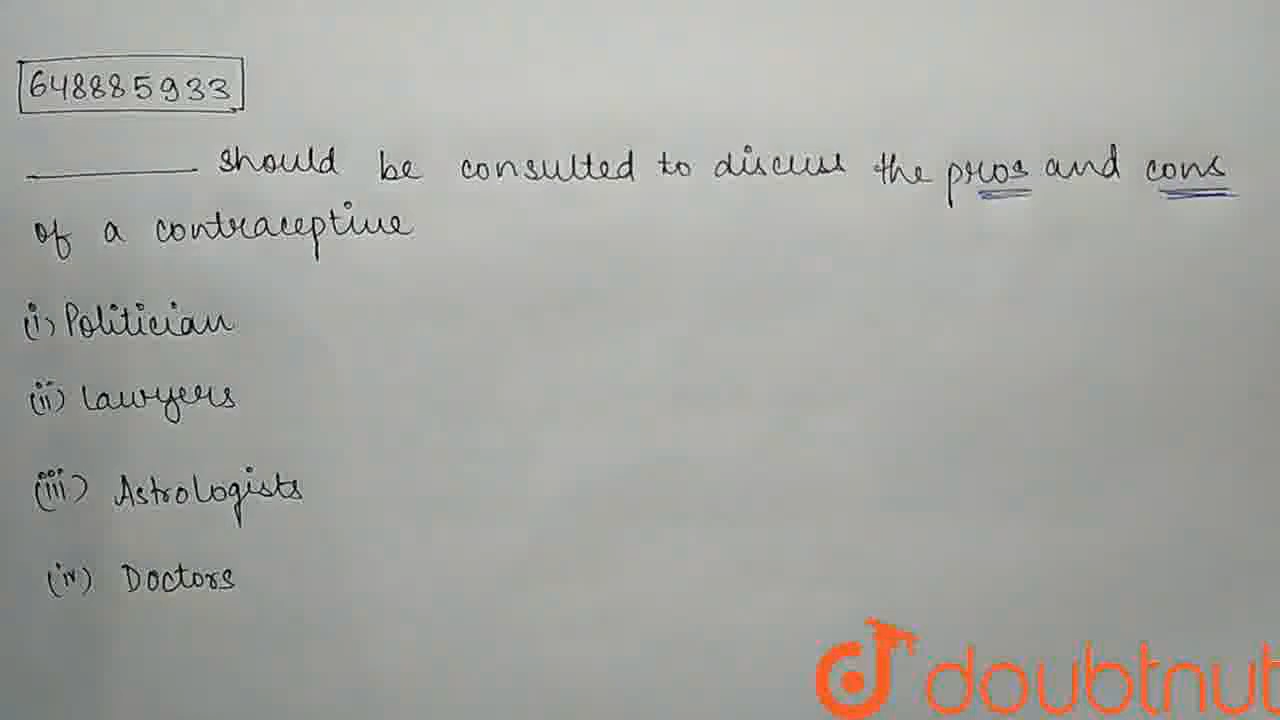 648885933
________ should be consulted to discuss the pros and cons
of a contraceptive
(i) Politician
(ii) Lawyers
(iii) Astrologists
(iv) Doctors
doubtnut